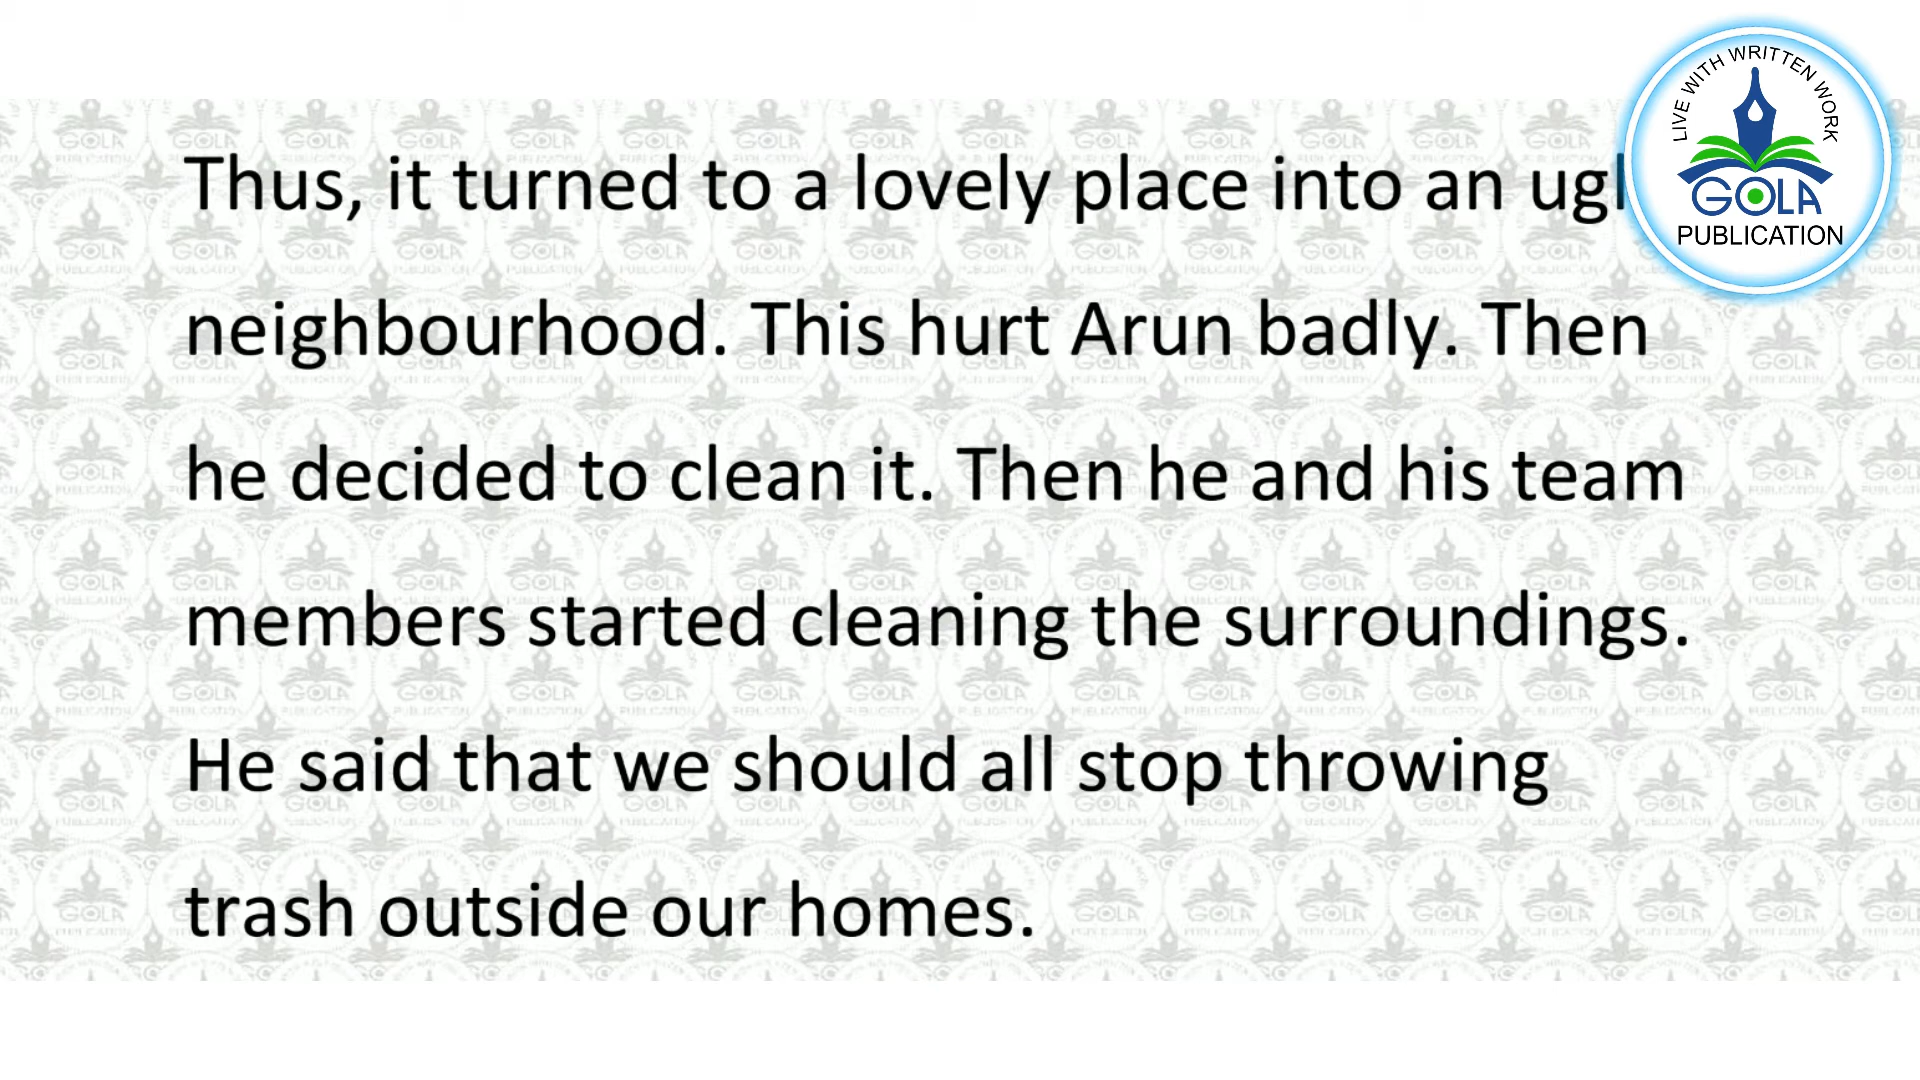 LIVE WITH WRITTEN WORK
GOLA
PUBLICATION
Thus, it turned to a lovely place into an
neighbourhood. This hurt Arun badly. Then
he decided to clean it. Then he and his team
members started cleaning the surroundings.
He said that we should all stop throwing
trash outside our homes.